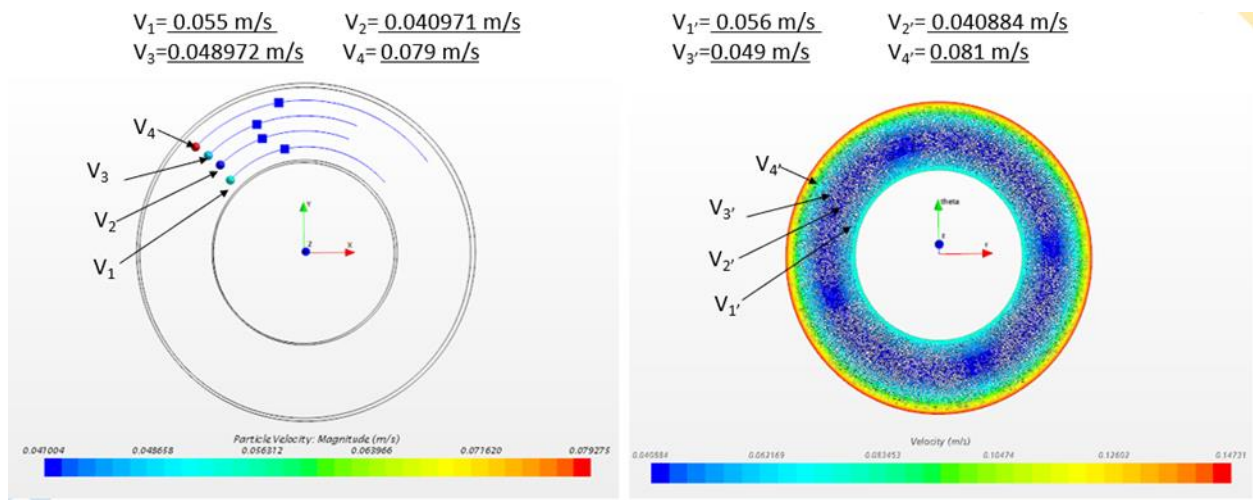 V1= 0.055 m/s V2= 0.040971 m/s
V3=0.048972 m/s V4= 0.079 m/s
V4
V3
V2
V1
Y
Z X
Particle Velocity: Magnitude (m/s)
0.041004 0.048658 0.056312 0.063966 0.071620 0.079275
V1'= 0.056 m/s V2'= 0.040884 m/s
V3'= 0.049 m/s V4'= 0.081 m/s
V4'
V3'
V2'
V1'
theta
r
Velocity (m/s)
0.040884 0.062169 0.083453 0.10474 0.12602 0.14731